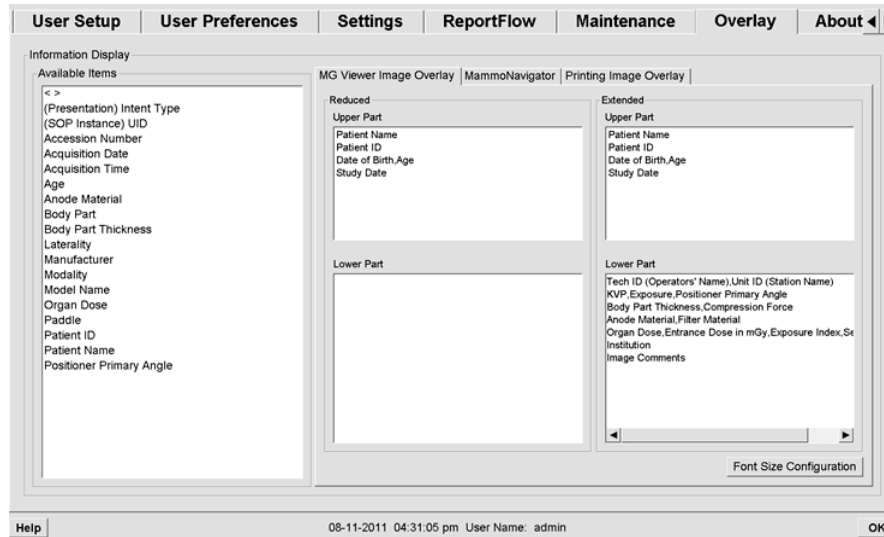 User Setup
User Preferences
Settings
ReportFlow
Maintenance
Overlay
About
Information Display
Available Items
< >
(Presentation) Intent Type
(SOP Instance) UID
Accession Number
Acquisition Date
Acquisition Time
Age
Anode Material
Body Part
Body Part Thickness
Laterality
Manufacturer
Modality
Model Name
Organ Dose
Paddle
Patient ID
Patient Name
Positioner Primary Angle
MG Viewer Image Overlay
MammoNavigator
Printing Image Overlay
Reduced
Upper Part
Patient Name
Patient ID
Date of Birth,Age
Study Date
Lower Part
Extended
Upper Part
Patient Name
Patient ID
Date of Birth,Age
Study Date
Lower Part
Tech ID (Operators' Name),Unit ID (Station Name)
KVP,Exposure,Positioner Primary Angle
Body Part Thickness,Compression Force
Anode Material,Filter Material
Organ Dose,Entrance Dose in mGy,Exposure Index,Se
Institution
Image Comments
Font Size Configuration
Help
08-11-2011 04:31:05 pm User Name: admin
OK